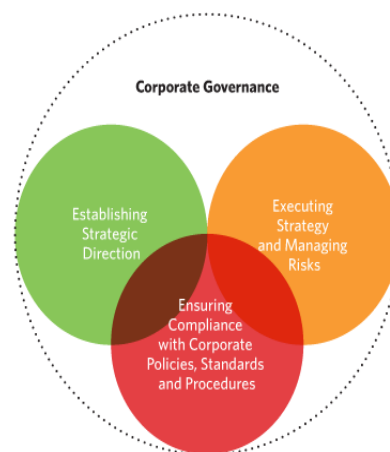 Corporate Governance
Establishing
Strategic
Direction
Executing
Strategy
and Managing
Risks
Ensuring
Compliance
with Corporate
Policies, Standards
and Procedures